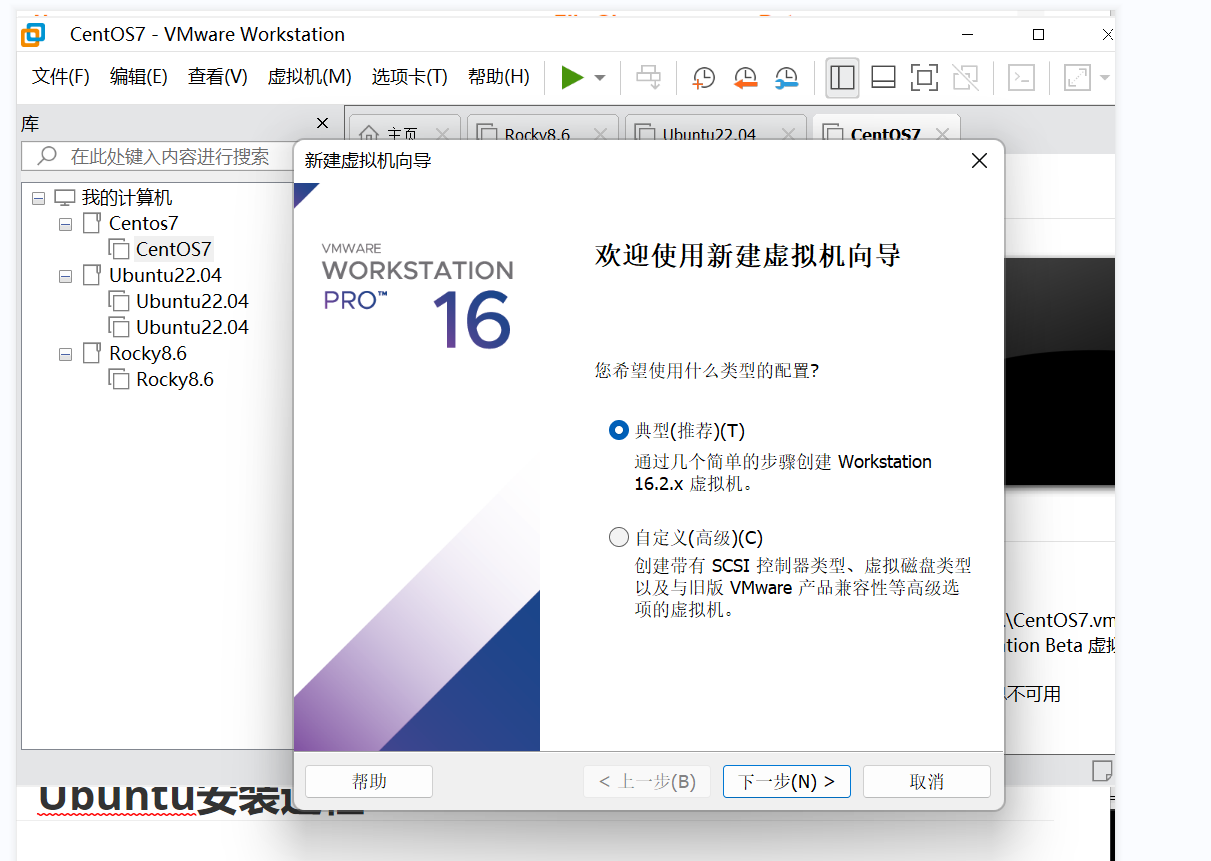 CentOS7 - VMware Workstation
文件(F) 编辑(E) 查看(V) 虚拟机(M) 选项卡(T) 帮助(H)
库
主页 Rocky8.6 Ubuntu22.04 CentOS7
在此处键入内容进行搜索
我的计算机
Centos7
CentOS7
Ubuntu22.04
Ubuntu22.04
Ubuntu22.04
Rocky8.6
Rocky8.6
新建虚拟机向导
VMWARE
WORKSTATION
PRO™ 16
欢迎使用新建虚拟机向导
您希望使用什么类型的配置?
典型(推荐)(T)
通过几个简单的步骤创建 Workstation
16.2.x 虚拟机。
自定义(高级)(C)
创建带有 SCSI 控制器类型、虚拟磁盘类型
以及与旧版 VMware 产品兼容性等高级选
项的虚拟机。
\CentOS7.vm
tion Beta 虚拟
不可用
帮助 < 上一步(B) 下一步(N) > 取消
Ubuntu安装过程